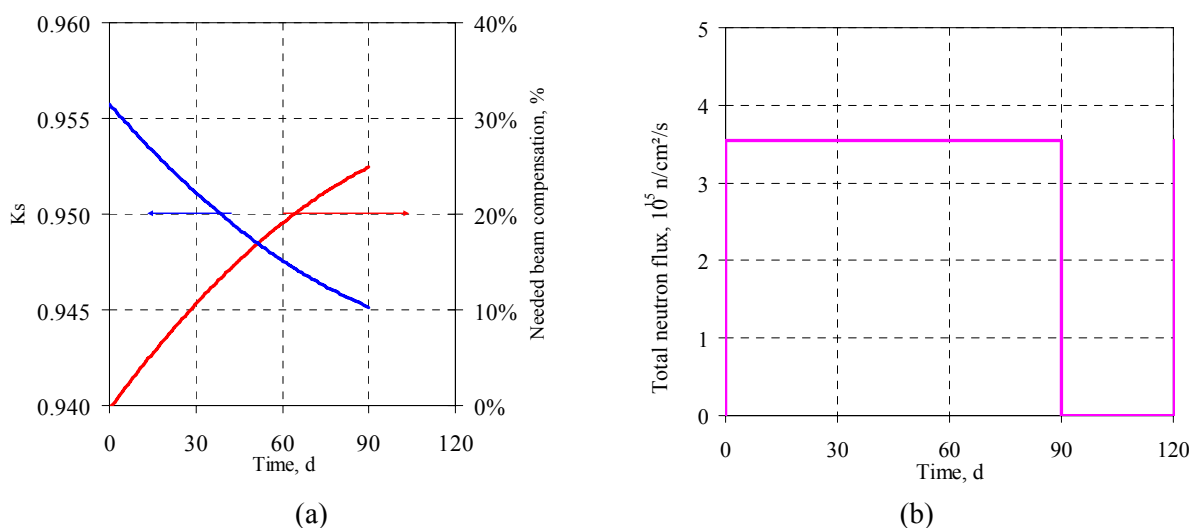 0.960
0.955
0.950
0.945
0.940
Ks
40%
30%
20%
10%
0%
Needed beam compensation, %
0 30 60 90 120
Time, d
(a)
5
4
3
2
1
0
Total neutron flux, 10¹⁵ n/cm²/s
0 30 60 90 120
Time, d
(b)